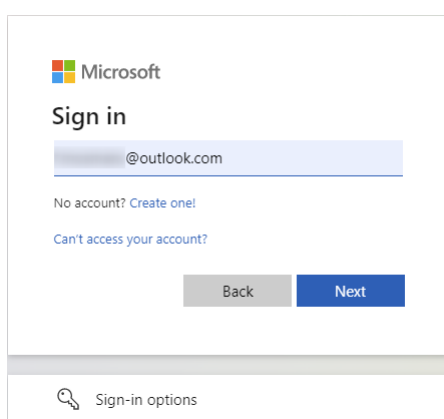 Microsoft
Sign in
@outlook.com
No account? Create one!
Can't access your account?
Back
Next
Sign-in options